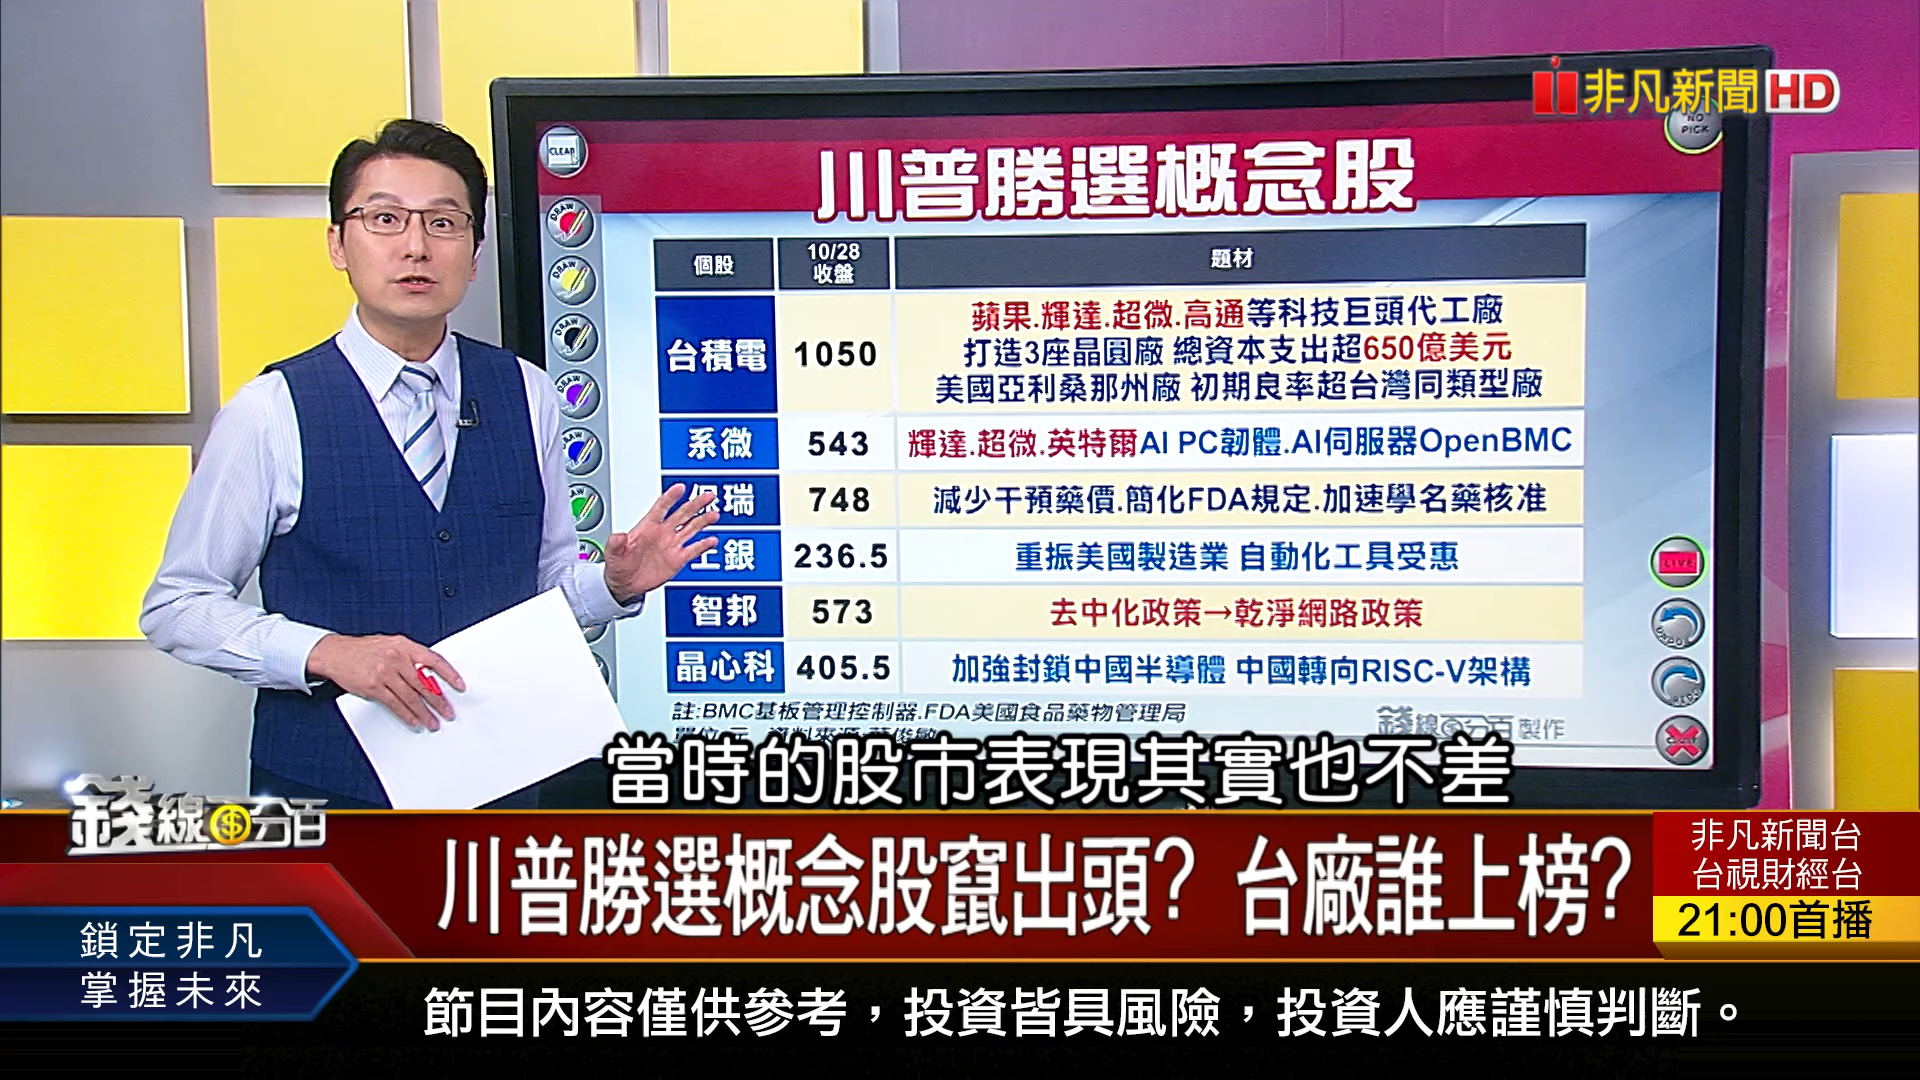 非凡新聞HD
NO
PICK
CLEAR
川普勝選概念股
DRAW
DRAW
DRAW
DRAW
個股
10/28
收盤
題材
台積電
1050
蘋果.輝達.超微.高通等科技巨頭代工廠
打造3座晶圓廠 總資本支出超650億美元
美國亞利桑那州廠 初期良率超台灣同類型廠
系微
543
輝達.超微.英特爾AI PC韌體.AI伺服器OpenBMC
保瑞
748
減少干預藥價.簡化FDA規定.加速學名藥核准
上銀
236.5
重振美國製造業 自動化工具受惠
智邦
573
去中化政策→乾淨網路政策
晶心科
405.5
加強封鎖中國半導體 中國轉向RISC-V架構
LIVE
註:BMC基板管理控制器.FDA美國食品藥物管理局
錢線百分百 製作
當時的股市表現其實也不差
錢線百分百
川普勝選概念股竄出頭? 台廠誰上榜?
非凡新聞台
台視財經台
21:00首播
鎖定非凡
掌握未來
節目內容僅供參考，投資皆具風險，投資人應謹慎判斷。